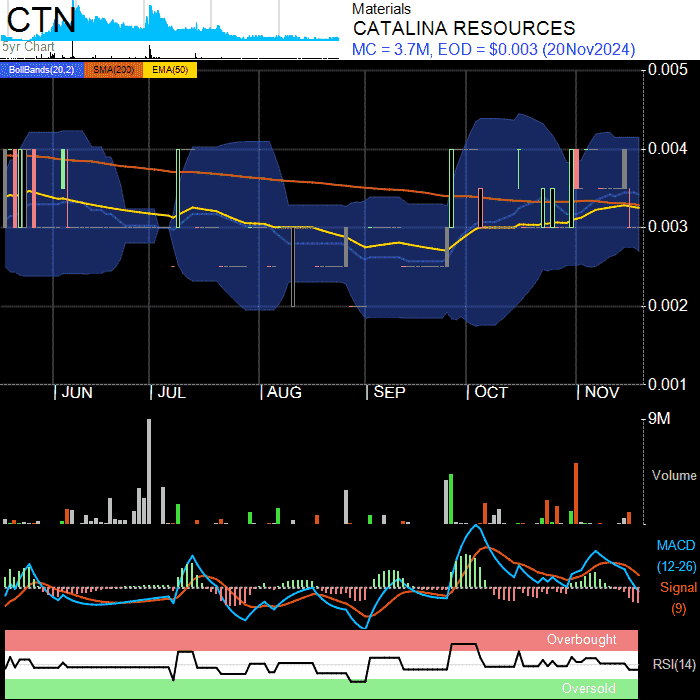 CTN
5yr Chart
Materials
CATALINA RESOURCES
MC = 3.7M, EOD = $0.003 (20Nov2024)
BollBands(20,2) SMA(200) EMA(50)
0.005
0.004
0.003
0.002
0.001
JUN JUL AUG SEP OCT NOV
9M
Volume
MACD
(12-26)
Signal
(9)
Overbought
RSI(14)
Oversold